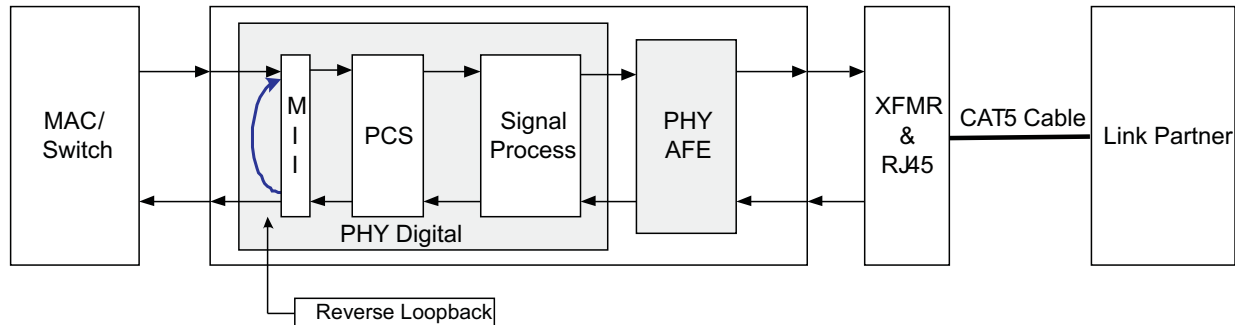 MAC/
Switch
M
I
I
PCS
Signal
Process
PHY Digital
PHY
AFE
XFMR
&
RJ45
CAT5 Cable
Link Partner
Reverse Loopback